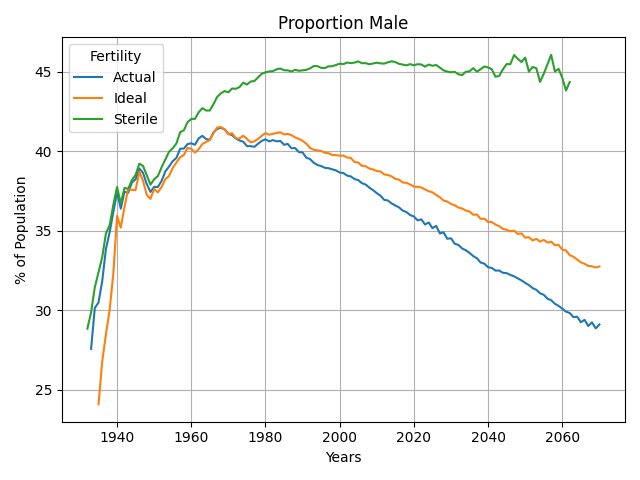 Proportion Male
Fertility
Actual
Ideal
Sterile
% of Population
45
40
35
30
25
1940 1960 1980 2000 2020 2040 2060
Years